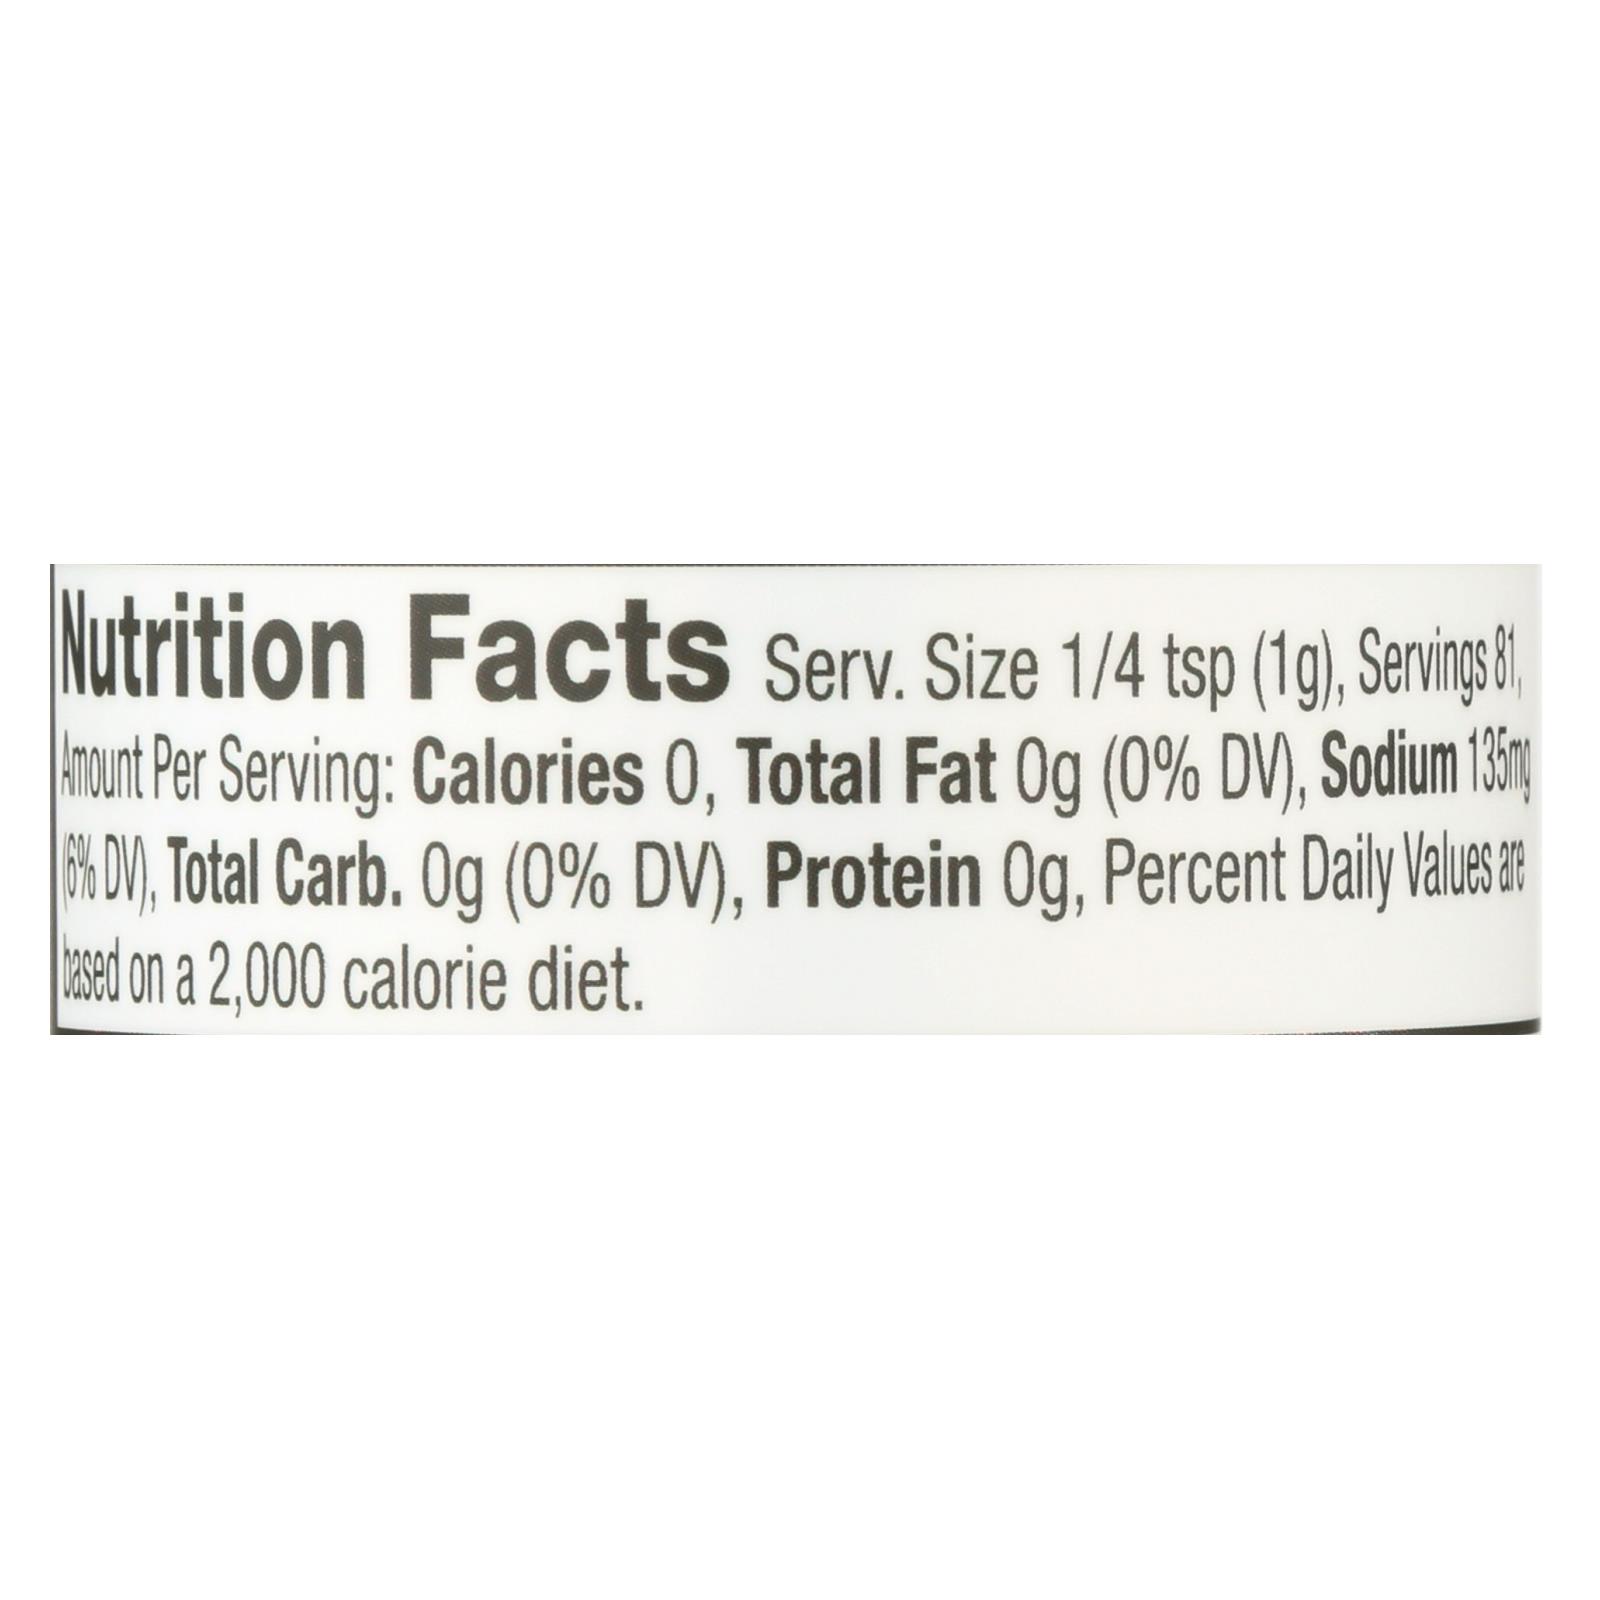 Nutrition Facts Serv. Size 1/4 tsp (1g), Servings 81,
Amount Per Serving: Calories 0, Total Fat 0g (0% DV), Sodium 135mg
(6% DV), Total Carb. 0g (0% DV), Protein 0g, Percent Daily Values are
based on a 2,000 calorie diet.